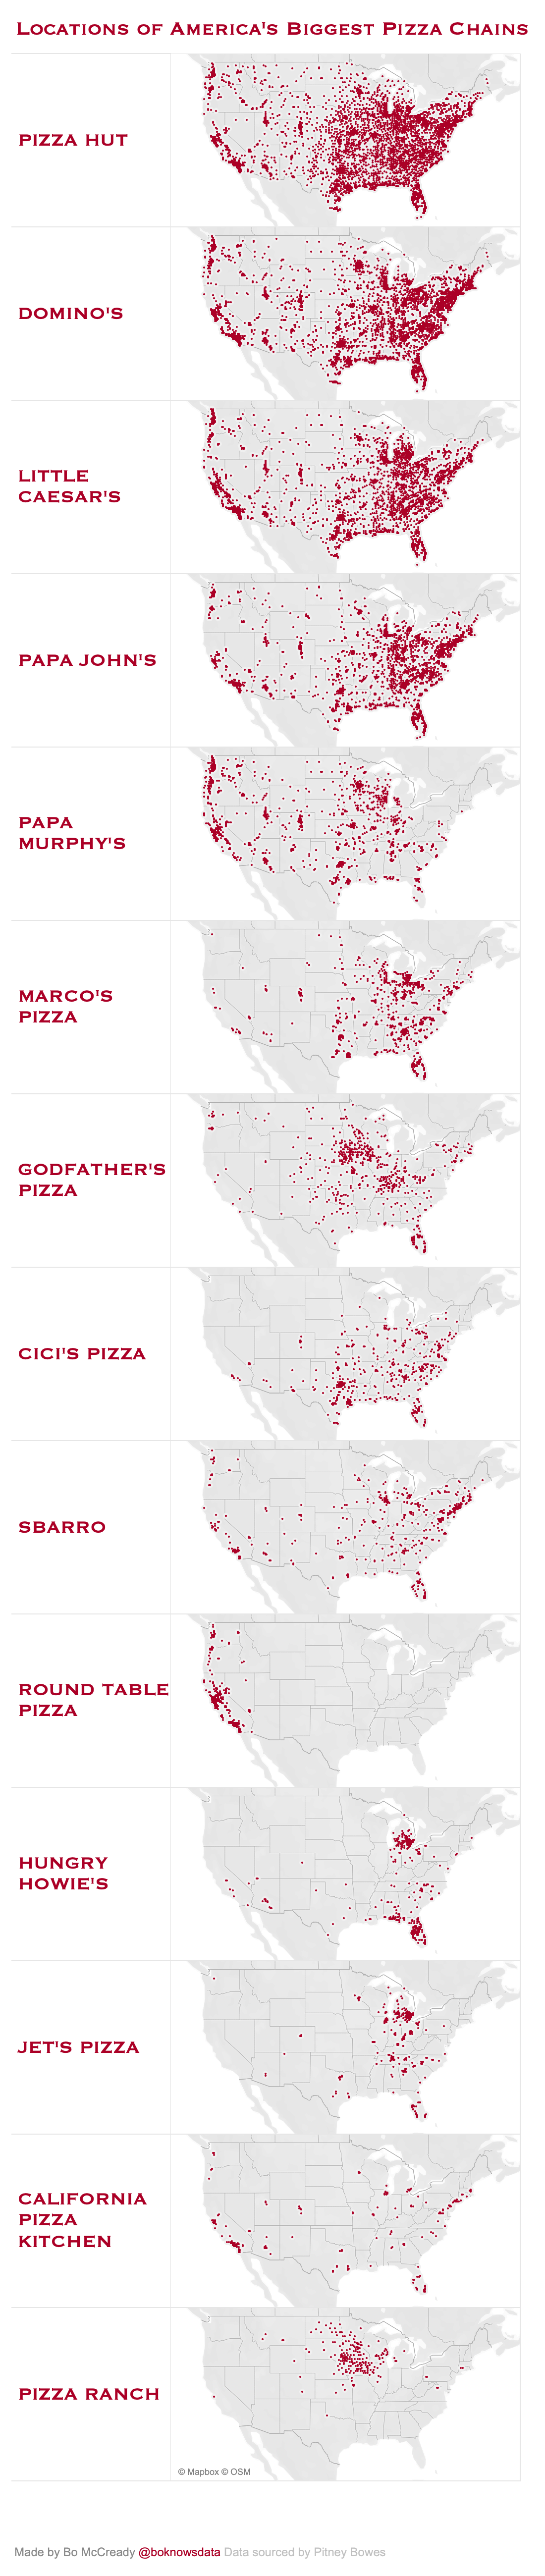 Locations of America's Biggest Pizza Chains
PIZZA HUT
DOMINO'S
LITTLE
CAESAR'S
PAPA JOHN'S
PAPA
MURPHY'S
MARCO'S
PIZZA
GODFATHER'S
PIZZA
CICI'S PIZZA
SBARRO
ROUND TABLE
PIZZA
HUNGRY
HOWIE'S
JET'S PIZZA
CALIFORNIA
PIZZA
KITCHEN
PIZZA RANCH
© Mapbox © OSM
Made by Bo McCready @boknowsdata Data sourced by Pitney Bowes